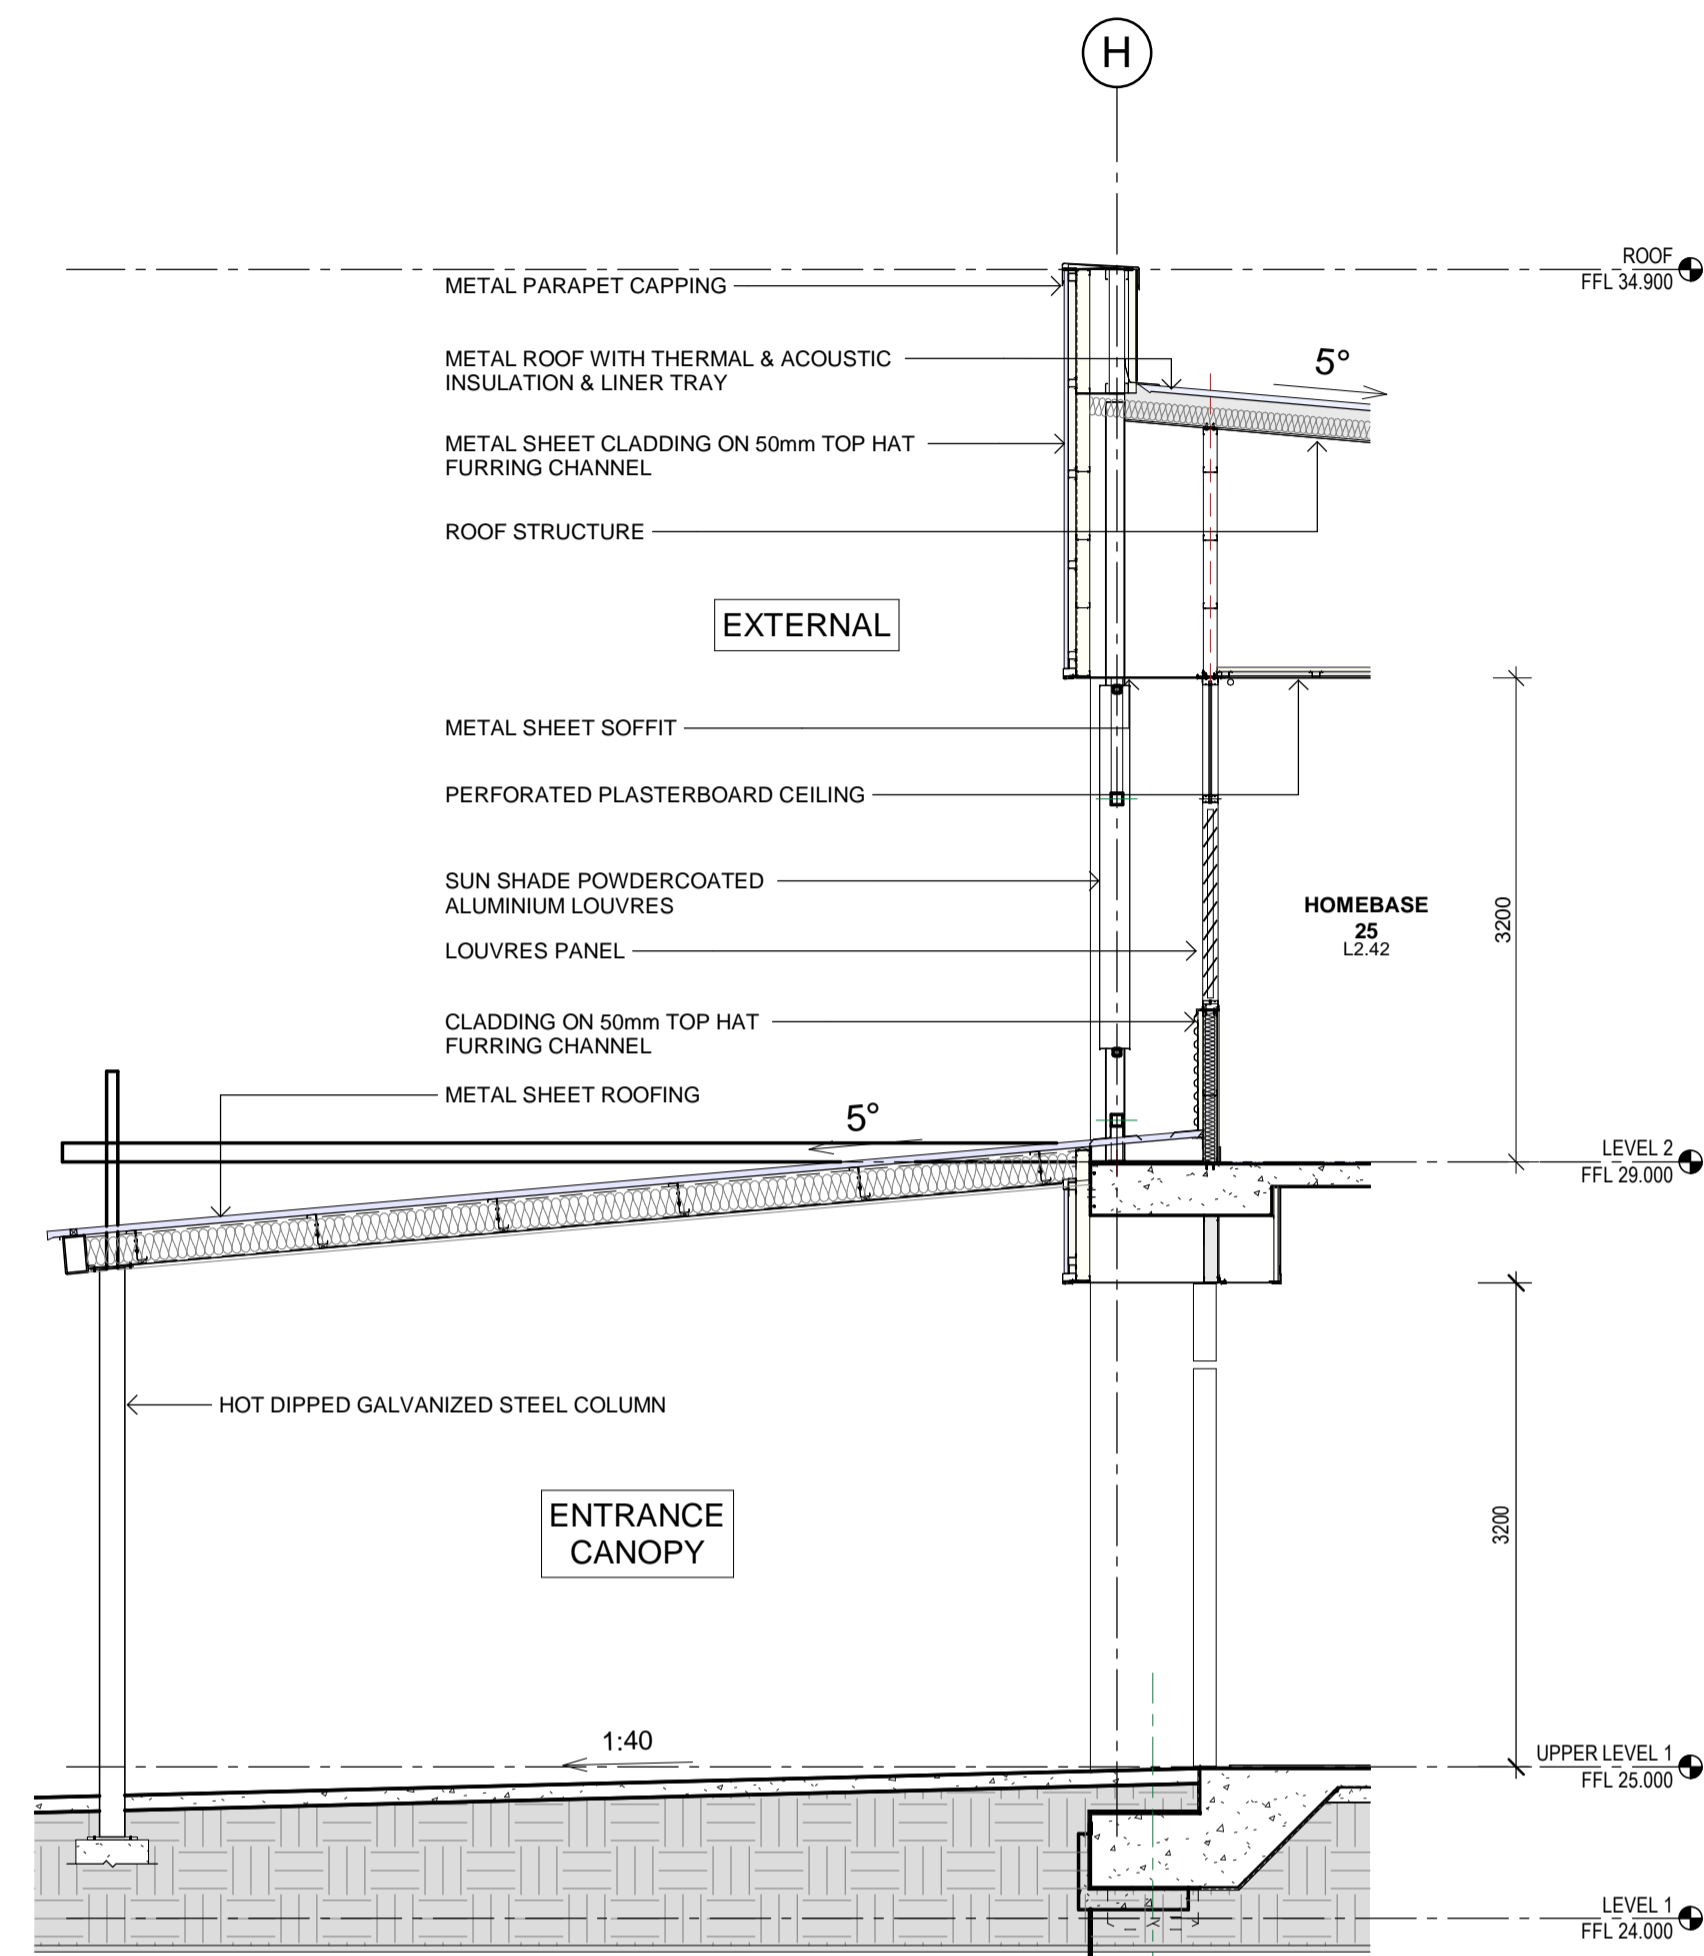 H
ROOF
FFL 34.900
METAL PARAPET CAPPING
METAL ROOF WITH THERMAL & ACOUSTIC
INSULATION & LINER TRAY
5°
METAL SHEET CLADDING ON 50mm TOP HAT
FURRING CHANNEL
ROOF STRUCTURE
EXTERNAL
METAL SHEET SOFFIT
PERFORATED PLASTERBOARD CEILING
SUN SHADE POWDERCOATED
ALUMINIUM LOUVRES
HOMEBASE
25
L2.42
3200
LOUVRES PANEL
CLADDING ON 50mm TOP HAT
FURRING CHANNEL
METAL SHEET ROOFING
5°
LEVEL 2
FFL 29.000
HOT DIPPED GALVANIZED STEEL COLUMN
ENTRANCE
CANOPY
3200
1:40
UPPER LEVEL 1
FFL 25.000
LEVEL 1
FFL 24.000